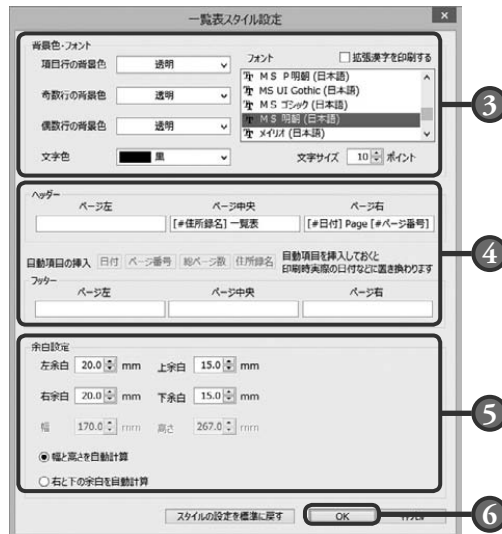 一覧表スタイル設定
×
背景色・フォント
項目行の背景色 透明
奇数行の背景色 透明
偶数行の背景色 透明
文字色 黒
フォント □拡張漢字を印刷する
ＭＳ Ｐ明朝 (日本語)
MS UI Gothic (日本語)
ＭＳ ゴシック (日本語)
ＭＳ 明朝 (日本語)
メイリオ (日本語)
文字サイズ 10 ポイント
3
ヘッダー
ページ左 ページ中央 ページ右
[#住所録名] 一覧表 [#日付] Page [#ページ番号]
自動項目の挿入 日付 ページ番号 総ページ数 住所録名 自動項目を挿入しておくと
印刷時実際の日付などに置き換わります
フッター
ページ左 ページ中央 ページ右
4
余白設定
左余白 20.0 mm 上余白 15.0 mm
右余白 20.0 mm 下余白 15.0 mm
幅 170.0 mm 高さ 267.0 mm
幅と高さを自動計算
右と下の余白を自動計算
5
スタイルの設定を標準に戻す OK
6